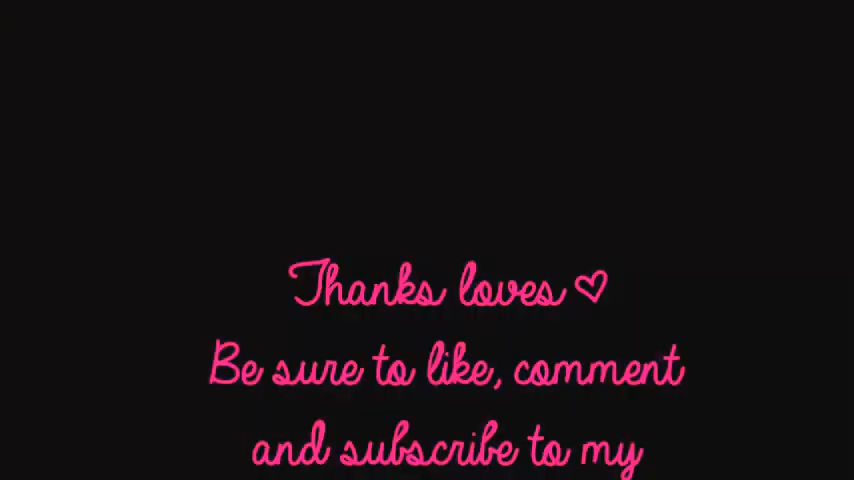 Thanks loves ♡
Be sure to like, comment
and subscribe to my